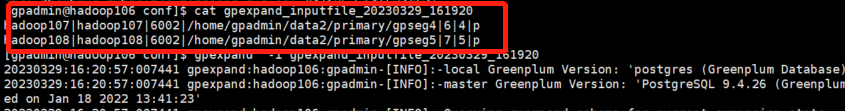 gpadmin@hadoop106 conf]$ cat gpexpand_inputfile_20230329_161920
hadoop107|hadoop107|6002|/home/gpadmin/data2/primary/gpseg4|6|4|p
hadoop108|hadoop108|6002|/home/gpadmin/data2/primary/gpseg5|7|5|p
[gpadmin@hadoop106 conf]$ gpexpand -i gpexpand_inputfile_20230329_161920
20230329:16:20:57:007441 gpexpand:hadoop106:gpadmin-[INFO]:-local Greenplum Version: 'postgres (Greenplum Database)
20230329:16:20:57:007441 gpexpand:hadoop106:gpadmin-[INFO]:-master Greenplum Version: 'PostgreSQL 9.4.26 (Greenplum
ed on Jan 18 2022 13:41:23'